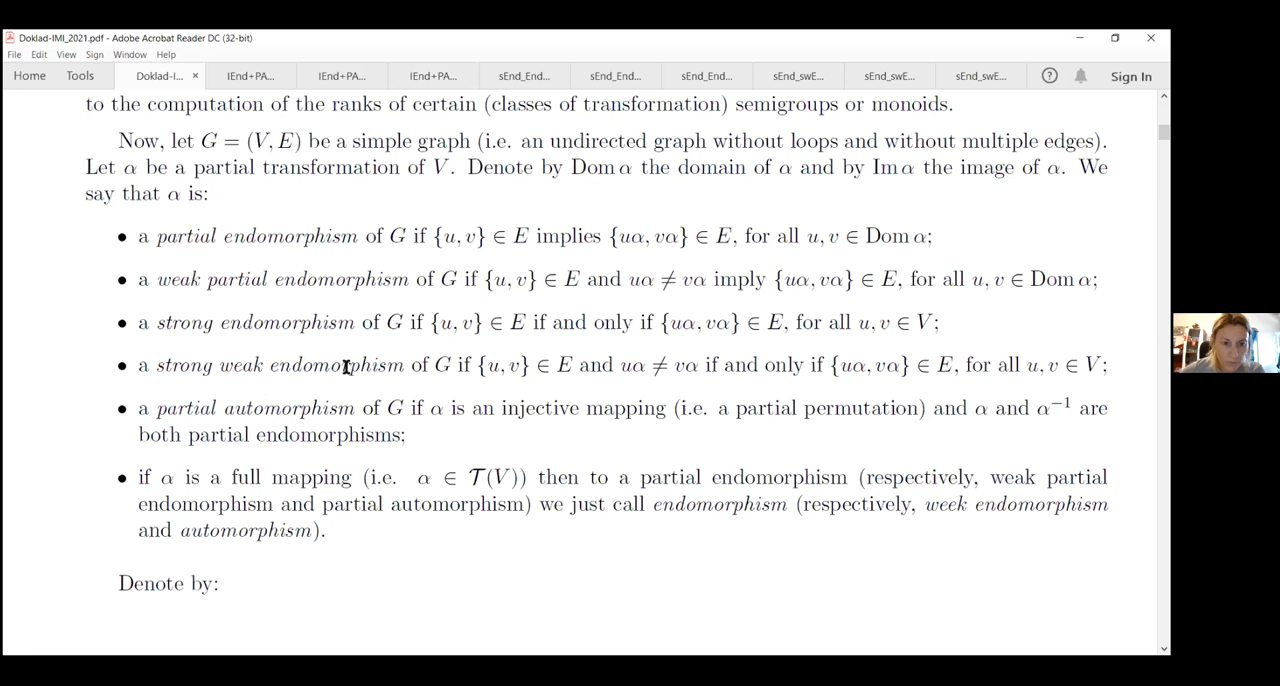 Doklad-IMI_2021.pdf - Adobe Acrobat Reader DC (32-bit)
File Edit View Sign Window Help
Home Tools Doklad-I... × IEnd+PA... IEnd+PA... IEnd+PA... sEnd_End... sEnd_End... sEnd_End... sEnd_swE... sEnd_swE... sEnd_swE... Sign In
to the computation of the ranks of certain (classes of transformation) semigroups or monoids.
Now, let G = (V, E) be a simple graph (i.e. an undirected graph without loops and without multiple edges).
Let α be a partial transformation of V. Denote by Dom α the domain of α and by Im α the image of α. We
say that α is:
• a partial endomorphism of G if {u, v} ∈ E implies {uα, vα} ∈ E, for all u, v ∈ Dom α;
• a weak partial endomorphism of G if {u, v} ∈ E and uα ≠ vα imply {uα, vα} ∈ E, for all u, v ∈ Dom α;
• a strong endomorphism of G if {u, v} ∈ E if and only if {uα, vα} ∈ E, for all u, v ∈ V;
• a strong weak endomorphism of G if {u, v} ∈ E and uα ≠ vα if and only if {uα, vα} ∈ E, for all u, v ∈ V;
• a partial automorphism of G if α is an injective mapping (i.e. a partial permutation) and α and α⁻¹ are
both partial endomorphisms;
• if α is a full mapping (i.e. α ∈ 𝒯(V)) then to a partial endomorphism (respectively, weak partial
endomorphism and partial automorphism) we just call endomorphism (respectively, week endomorphism
and automorphism).
Denote by: